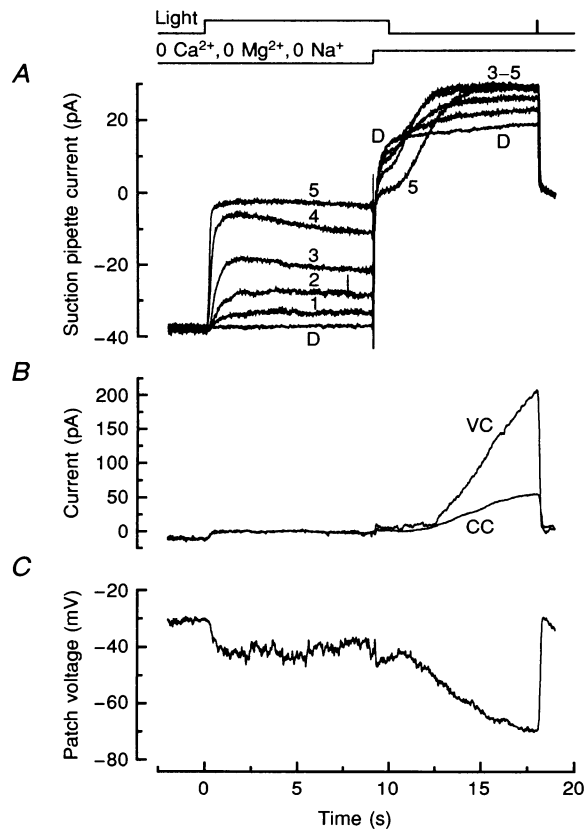 Light
0 Ca²⁺, 0 Mg²⁺, 0 Na⁺
A
Suction pipette current (pA)
20
0
−20
−40
3–5
D
D
5
5
4
3
2
1
D
B
Current (pA)
200
150
100
50
0
VC
CC
C
Patch voltage (mV)
−20
−40
−60
−80
0
5
10
15
20
Time (s)